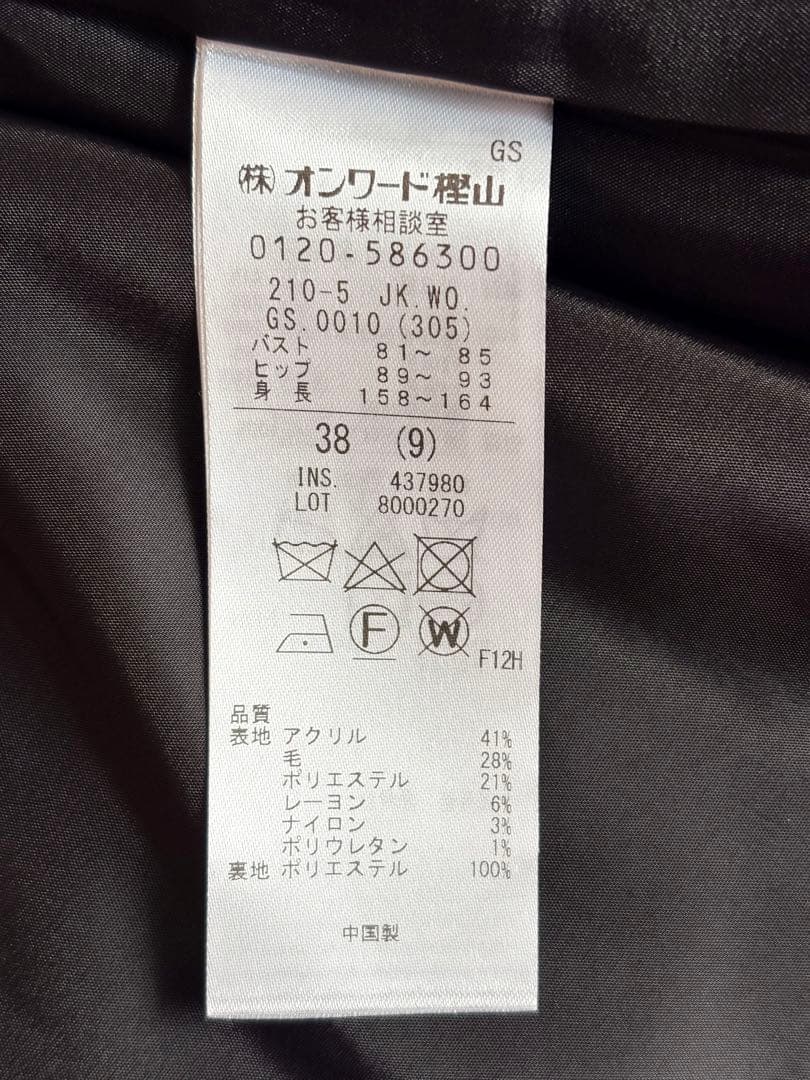 GS
㈱オンワード樫山
お客様相談室
0120-586300
210-5 JK.WO.
GS.0010 (305)
バスト 81〜 85
ヒップ 89〜 93
身長 158〜164
38 (9)
INS. 437980
LOT 8000270
F W F12H
品質
表地 アクリル 41%
毛 28%
ポリエステル 21%
レーヨン 6%
ナイロン 3%
ポリウレタン 1%
裏地 ポリエステル 100%
中国製